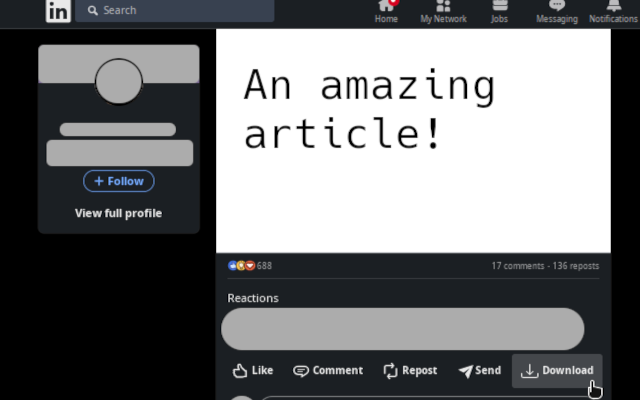 in
Search
Home
My Network
Jobs
Messaging
Notifications
An amazing
article!
+ Follow
View full profile
688
17 comments - 136 reposts
Reactions
Like
Comment
Repost
Send
Download